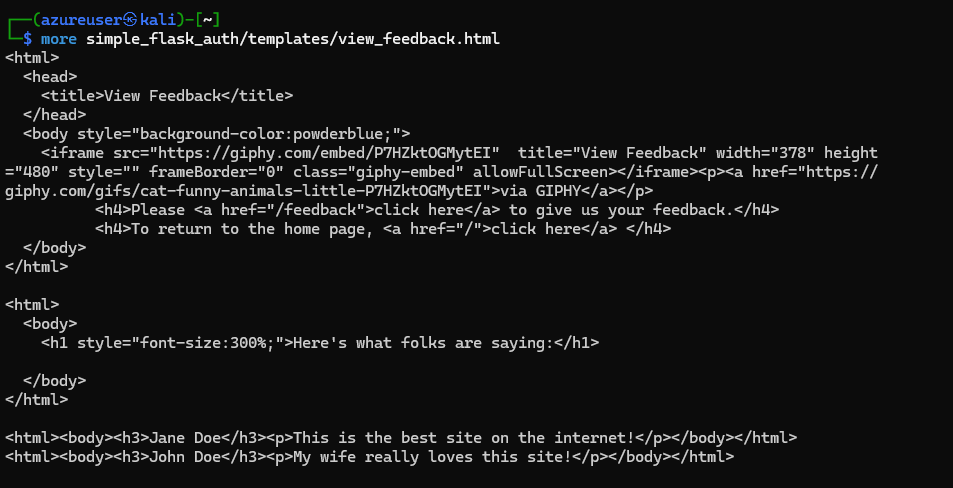 ┌──(azureuser㉿kali)-[~]
└─$ more simple_flask_auth/templates/view_feedback.html
<html>
  <head>
    <title>View Feedback</title>
  </head>
  <body style="background-color:powderblue;">
    <iframe src="https://giphy.com/embed/P7HZktOGMytEI"  title="View Feedback" width="378" height
="480" style="" frameBorder="0" class="giphy-embed" allowFullScreen></iframe><p><a href="https://
giphy.com/gifs/cat-funny-animals-little-P7HZktOGMytEI">via GIPHY</a></p>
          <h4>Please <a href="/feedback">click here</a> to give us your feedback.</h4>
          <h4>To return to the home page, <a href="/">click here</a> </h4>
  </body>
</html>

<html>
  <body>
    <h1 style="font-size:300%;">Here's what folks are saying:</h1>

  </body>
</html>

<html><body><h3>Jane Doe</h3><p>This is the best site on the internet!</p></body></html>
<html><body><h3>John Doe</h3><p>My wife really loves this site!</p></body></html>